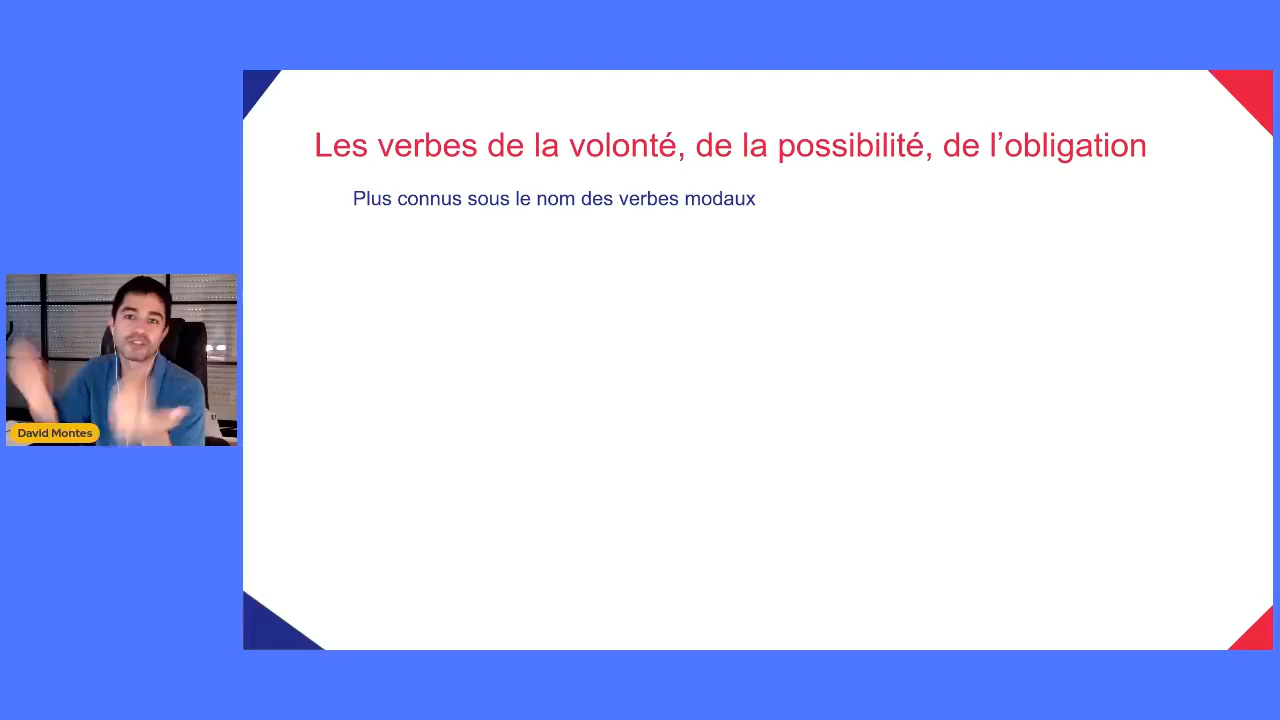 Les verbes de la volonté, de la possibilité, de l’obligation
Plus connus sous le nom des verbes modaux
David Montes